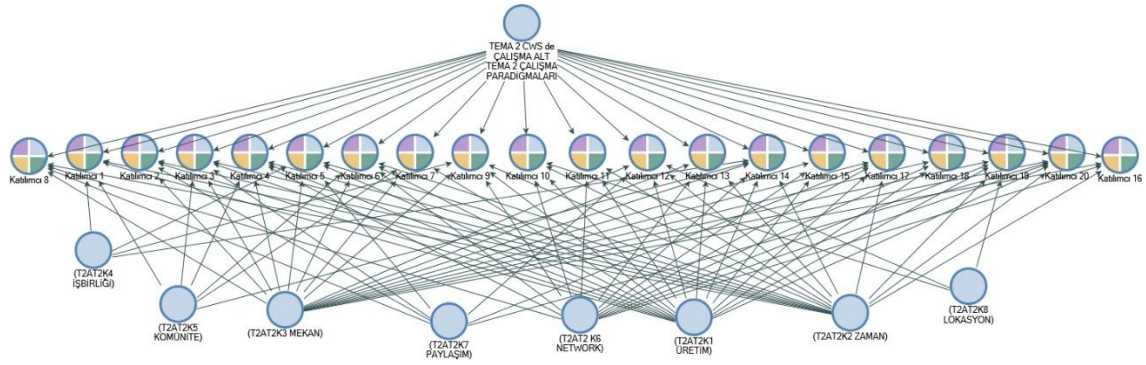 TEMA 2 CWS de
ÇALIŞMA ALT
TEMA 2 ÇALIŞMA
PARADİGMALARI
Katılımcı 8 Katılımcı 1 Katılımcı 2 Katılımcı 3 Katılımcı 4 Katılımcı 5 Katılımcı 6 Katılımcı 7 Katılımcı 9 Katılımcı 10 Katılımcı 11 Katılımcı 12 Katılımcı 13 Katılımcı 14 Katılımcı 15 Katılımcı 17 Katılımcı 18 Katılımcı 19 Katılımcı 20 Katılımcı 16
(T2AT2K4
İŞBİRLİĞİ)
(T2AT2K5
KOMÜNİTE)
(T2AT2K3 MEKAN)
(T2AT2K7
PAYLAŞIM)
(T2AT2 K6
NETWORK)
(T2AT2K1
ÜRETİM)
(T2AT2K2 ZAMAN)
(T2AT2K8
LOKASYON)